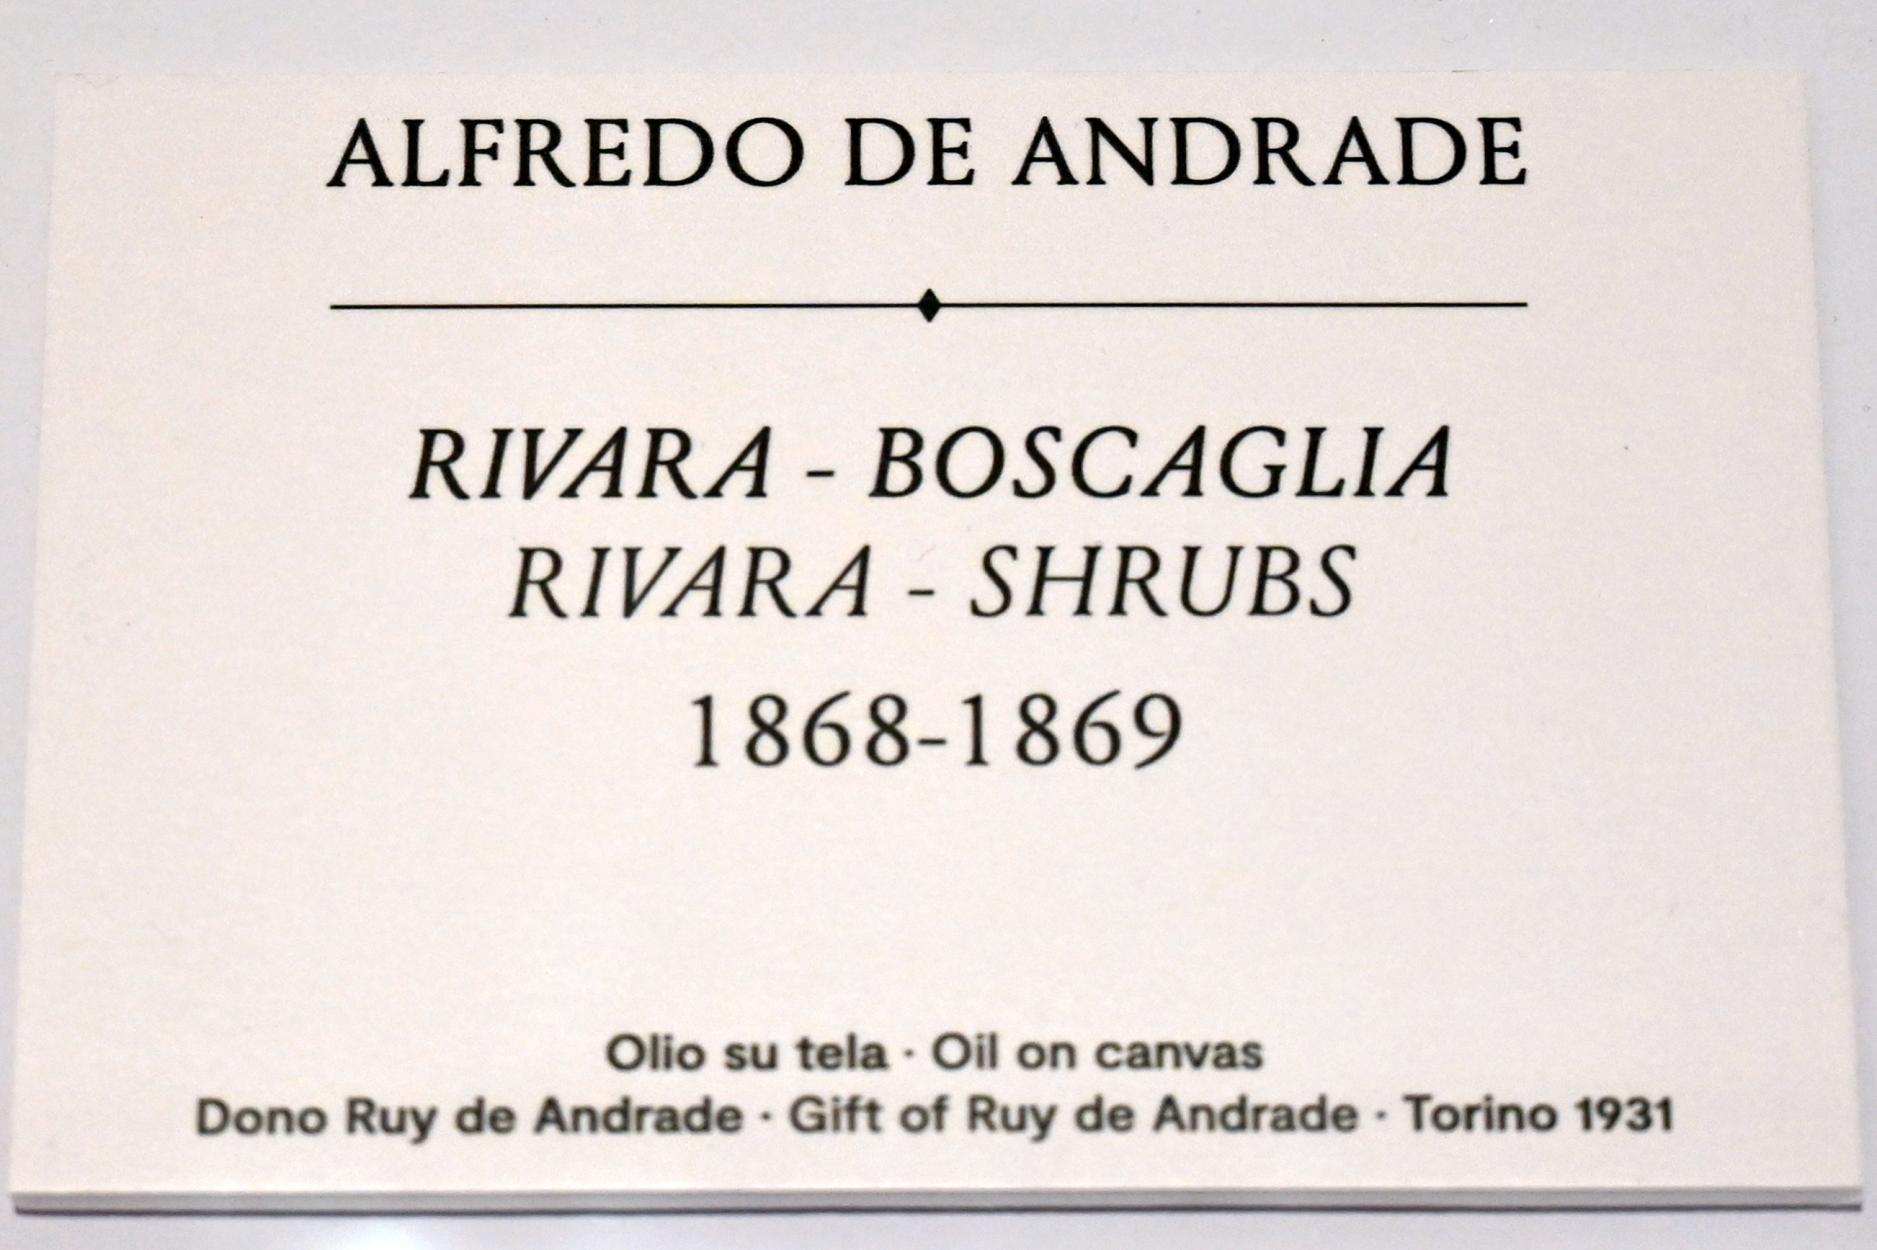 ALFREDO DE ANDRADE
RIVARA - BOSCAGLIA
RIVARA - SHRUBS
1868-1869
Olio su tela · Oil on canvas
Dono Ruy de Andrade · Gift of Ruy de Andrade · Torino 1931